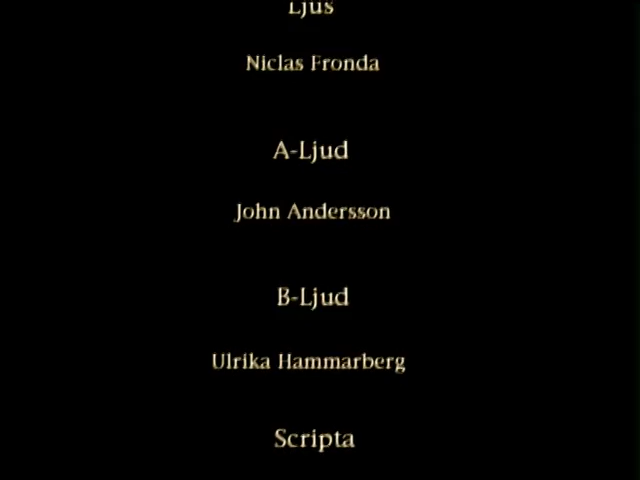 Ljus
Niclas Fronda
A-Ljud
John Andersson
B-Ljud
Ulrika Hammarberg
Scripta